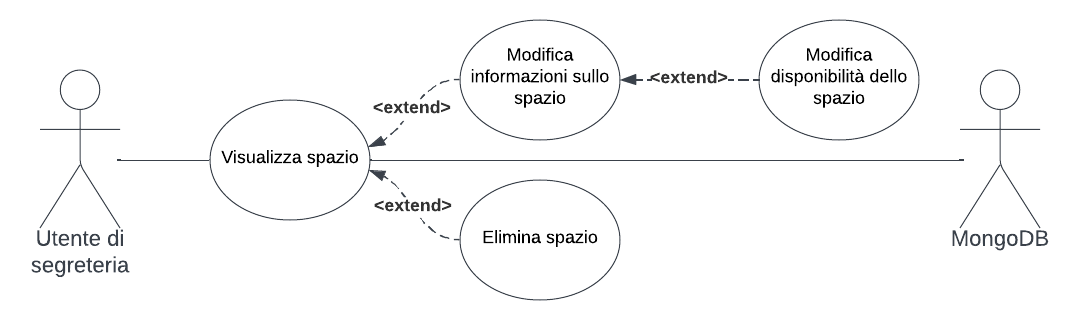 Modifica
informazioni sullo
spazio
<extend>
Modifica
disponibilità dello
spazio
<extend>
Visualizza spazio
<extend>
Elimina spazio
Utente di
segreteria
MongoDB